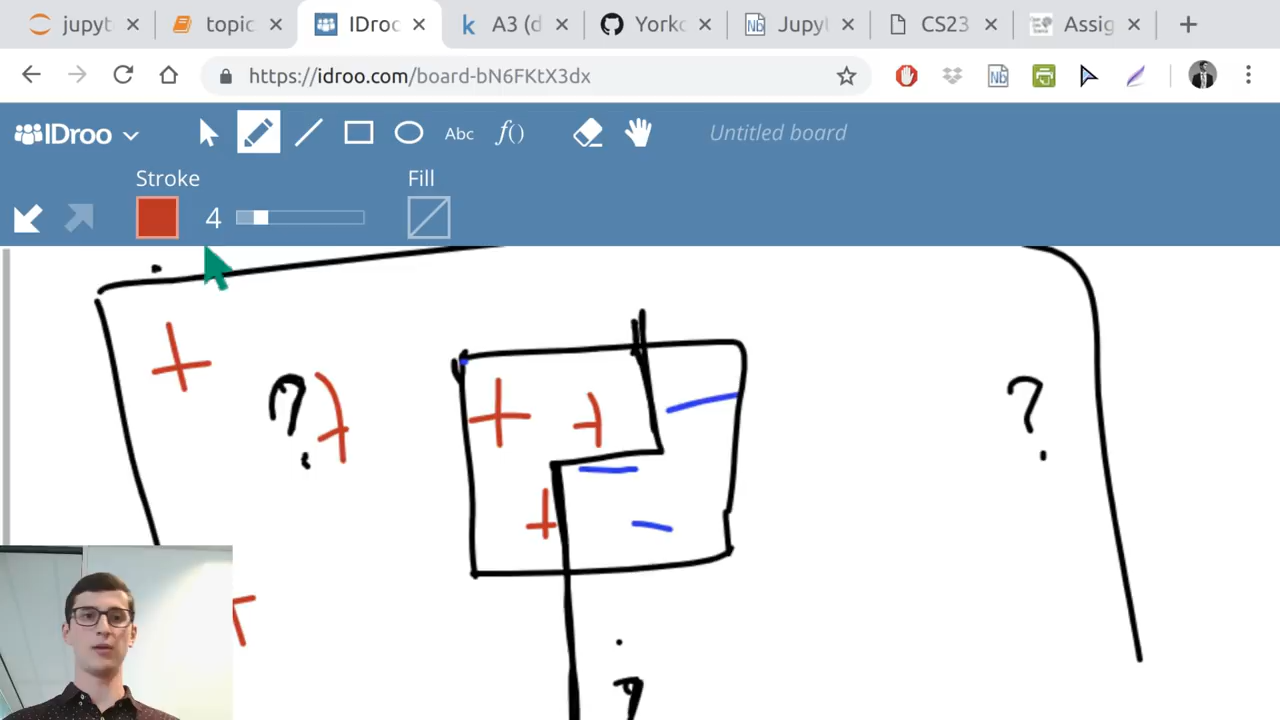 jupyt
topic
IDroo
A3 (d
Yorko
Jupyt
CS23
Assig
https://idroo.com/board-bN6FKtX3dx
IDroo
Abc
f()
Untitled board
Stroke
Fill
4
+
?
+
+
+
−
?
−
+
−
?